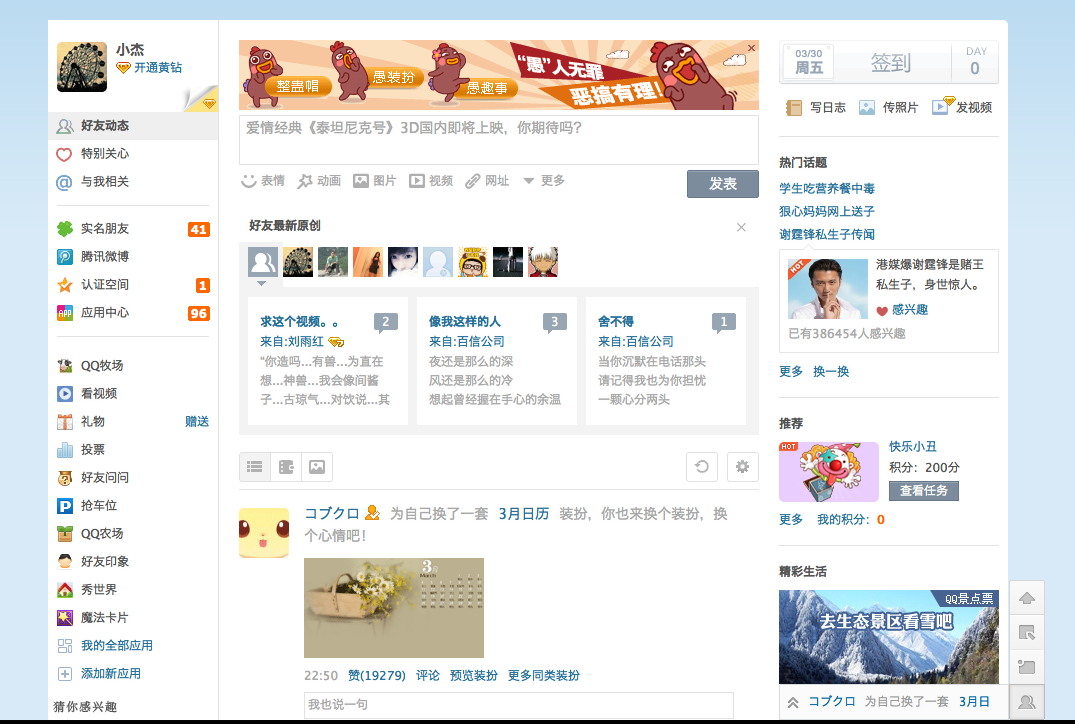 小杰
开通黄钻
好友动态
特别关心
@ 与我相关
实名朋友 41
腾讯微博
认证空间 1
APP 应用中心 96
QQ牧场
看视频
礼物 赠送
投票
好友问问
P 抢车位
QQ农场
好友印象
秀世界
魔法卡片
我的全部应用
添加新应用
猜你感兴趣
整蛊帽
愚装扮
愚趣事
“愚”人无罪
恶搞有理!
爱情经典《泰坦尼克号》3D国内即将上映，你期待吗?
表情 动画 图片 视频 网址 更多
发表
好友最新原创
求这个视频。。 2
来自:刘雨红
“你造吗...有兽...为直在
想...神兽...我会像间酱
子...古琼气...对饮说...其
像我这样的人 3
来自:百信公司
夜还是那么的深
风还是那么的冷
想起曾经握在手心的余温
舍不得 1
来自:百信公司
当你沉默在电话那头
请记得我也为你担忧
一颗心分两头
コブクロ 为自己换了一套 3月日历 装扮，你也来换个装扮，换
个心情吧!
3月
March
22:50 赞(19279) 评论 预览装扮 更多同类装扮
我也说一句
03/30
周五
签到
DAY
0
写日志 传照片 发视频
热门话题
学生吃营养餐中毒
狠心妈妈网上送子
谢霆锋私生子传闻
HOT
港媒爆谢霆锋是赌王
私生子，身世惊人。
感兴趣
已有386454人感兴趣
更多 换一换
推荐
HOT
快乐小丑
积分：200分
查看任务
更多 我的积分：0
精彩生活
QQ景点票
去生态景区看雪吧
コブクロ 为自己换了一套 3月日